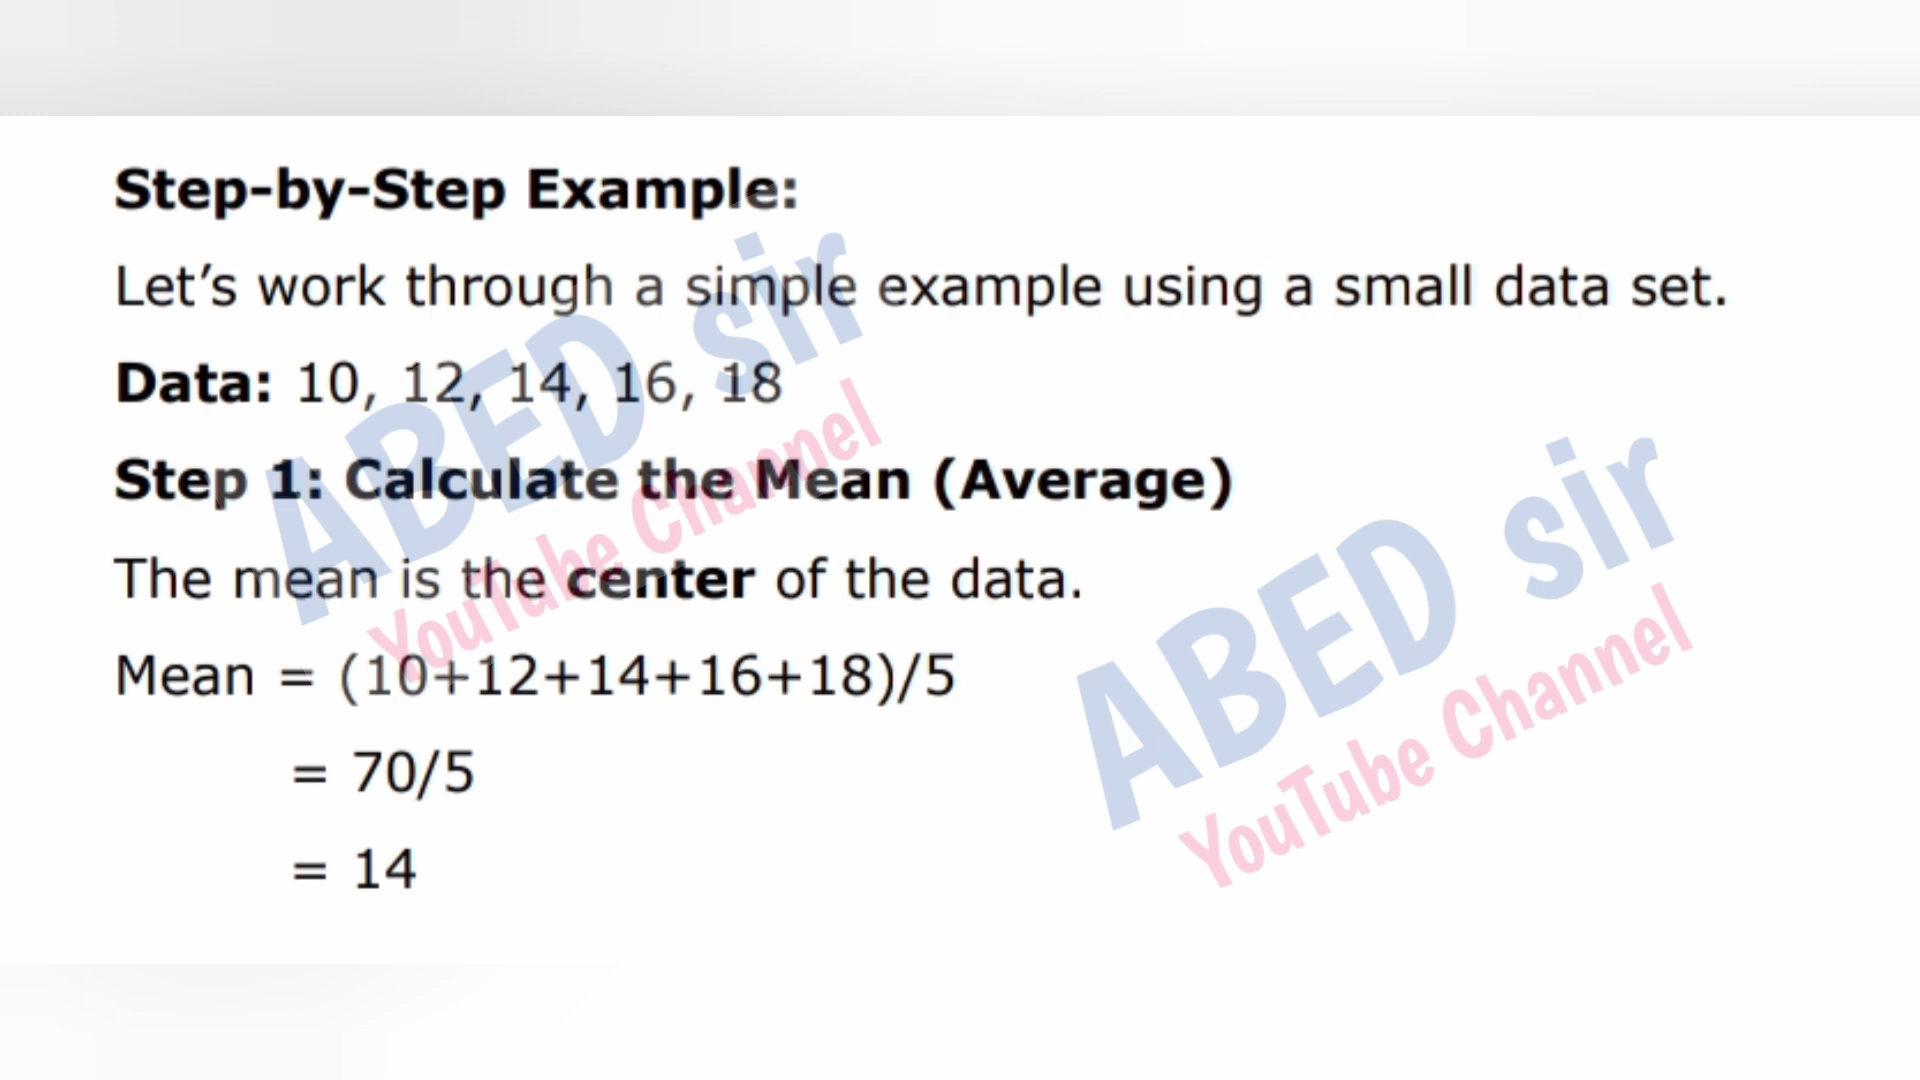 Step-by-Step Example:
Let’s work through a simple example using a small data set.
Data: 10, 12, 14, 16, 18
Step 1: Calculate the Mean (Average)
The mean is the center of the data.
Mean = (10+12+14+16+18)/5
= 70/5
= 14
ABED sir
YouTube Channel
ABED sir
YouTube Channel